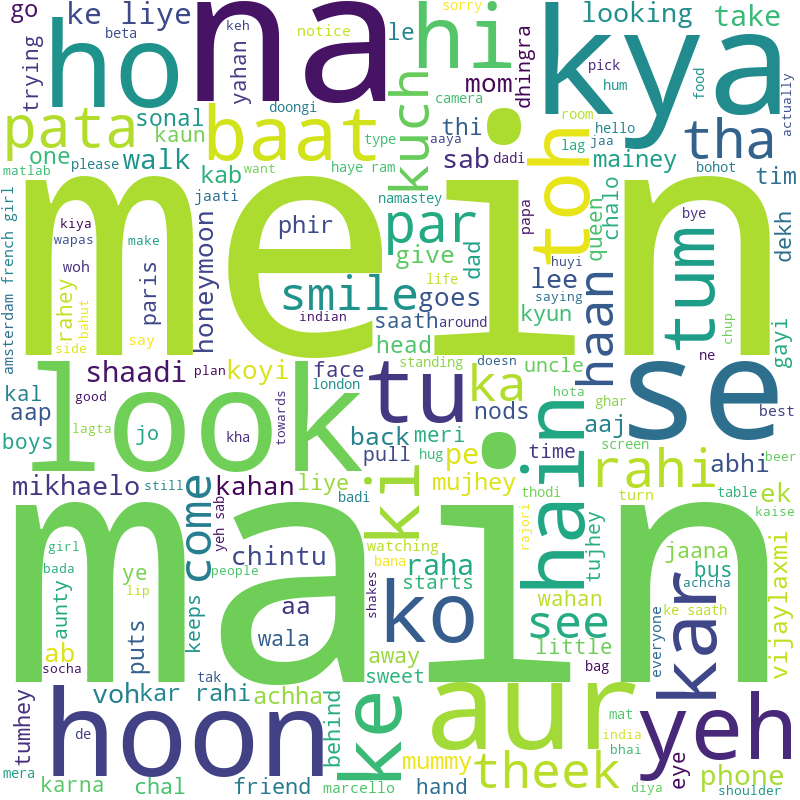 go
ke liye
na
hi
sorry
looking
take
trying
beta
keh
notice
le
ho
yahan
mom
dhingra
kya
pick
hum
food
actually
camera
pata
sonal
doongi
kaun
baat
type
aaya
kuch
thi
hello
room
lag
jaa
tha
matlab
one
please
walk
kab
want
haye ram
sab
dadi
toh
mainey
bohot
tim
jaati
namastey
queen
chalo
mein
kiya
wapas
make
woh
phir
par
papa
bye
dekh
amsterdam french girl
rahey
bahut
paris
honeymoon
give
dad
huyi
lee
saying
haan
tum
smile
goes
life
indian
saath
around
kyun
side
say
head
chup
ne
gayi
shaadi
plan
koyi
face
standing
doesn
uncle
london
kal
good
look
tu
ka
hota
ghar
se
best
aap
nods
aaj
boys
lagta
jo
kha
towards
back
meri
time
screen
pull
hug
pe
hain
rahi
abhi
beer
mikhaelo
still
come
kahan
liye
ki
mujhey
badi
thodi
turn
table
ek
yeh sab
rajori
kaise
main
girl
bada
people
chintu
watching
bana
raha
starts
tujhey
jaana
bus
achcha
aunty
ye
lip
keeps
aa
wala
shakes
ko
wahan
see
ke saath
kar
vijaylaxmi
ab
socha
puts
tak
away
sweet
little
bag
everyone
tumhey
hoon
voh
kar rahi
achha
behind
ke
aur
mat
yeh
de
mummy
theek
india
bhai
eye
phone
mera
karna
chal
friend
marcello
hand
diya
shoulder